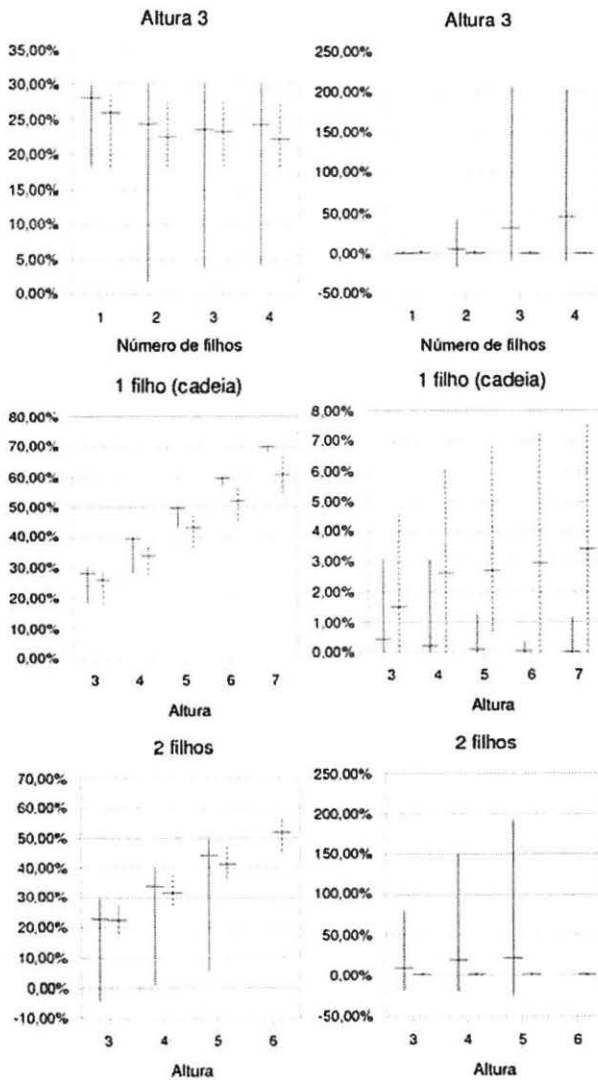 Altura 3
35,00%
30,00%
25,00%
20,00%
15,00%
10,00%
5,00%
0,00%
1 2 3 4
Número de filhos
Altura 3
250,00%
200,00%
150,00%
100,00%
50,00%
0,00%
-50,00%
1 2 3 4
Número de filhos
1 filho (cadeia)
80,00%
70,00%
60,00%
50,00%
40,00%
30,00%
20,00%
10,00%
0,00%
3 4 5 6 7
Altura
1 filho (cadeia)
8,00%
7,00%
6,00%
5,00%
4,00%
3,00%
2,00%
1,00%
0,00%
3 4 5 6 7
Altura
2 filhos
70,00%
60,00%
50,00%
40,00%
30,00%
20,00%
10,00%
0,00%
-10,00%
3 4 5 6
Altura
2 filhos
250,00%
200,00%
150,00%
100,00%
50,00%
0,00%
-50,00%
3 4 5 6
Altura